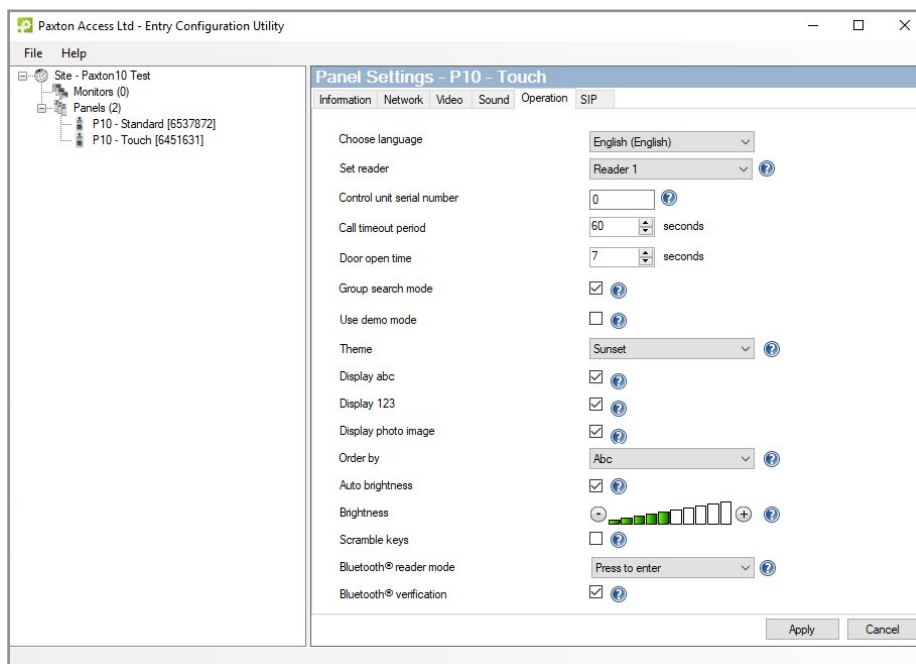 Paxton Access Ltd - Entry Configuration Utility
File Help
Site - Paxton10 Test
Monitors (0)
Panels (2)
P10 - Standard [6537872]
P10 - Touch [6451631]
Panel Settings - P10 - Touch
Information Network Video Sound Operation SIP
Choose language English (English)
Set reader Reader 1
Control unit serial number 0
Call timeout period 60 seconds
Door open time 7 seconds
Group search mode
Use demo mode
Theme Sunset
Display abc
Display 123
Display photo image
Order by Abc
Auto brightness
Brightness
Scramble keys
Bluetooth® reader mode Press to enter
Bluetooth® verification
Apply Cancel